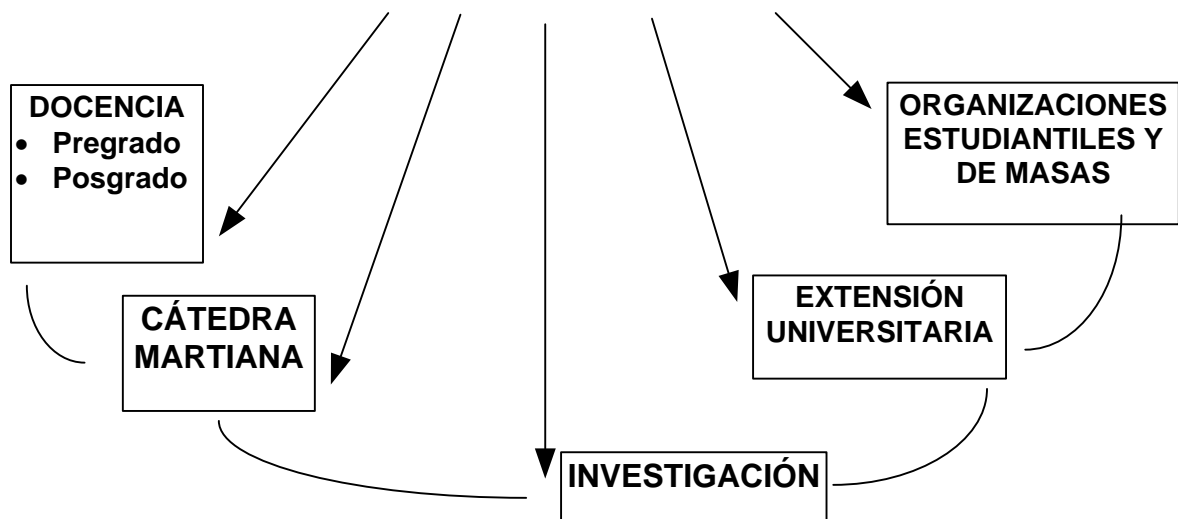 DOCENCIA
• Pregrado
• Posgrado
ORGANIZACIONES
ESTUDIANTILES Y
DE MASAS
CÁTEDRA
MARTIANA
EXTENSIÓN
UNIVERSITARIA
INVESTIGACIÓN